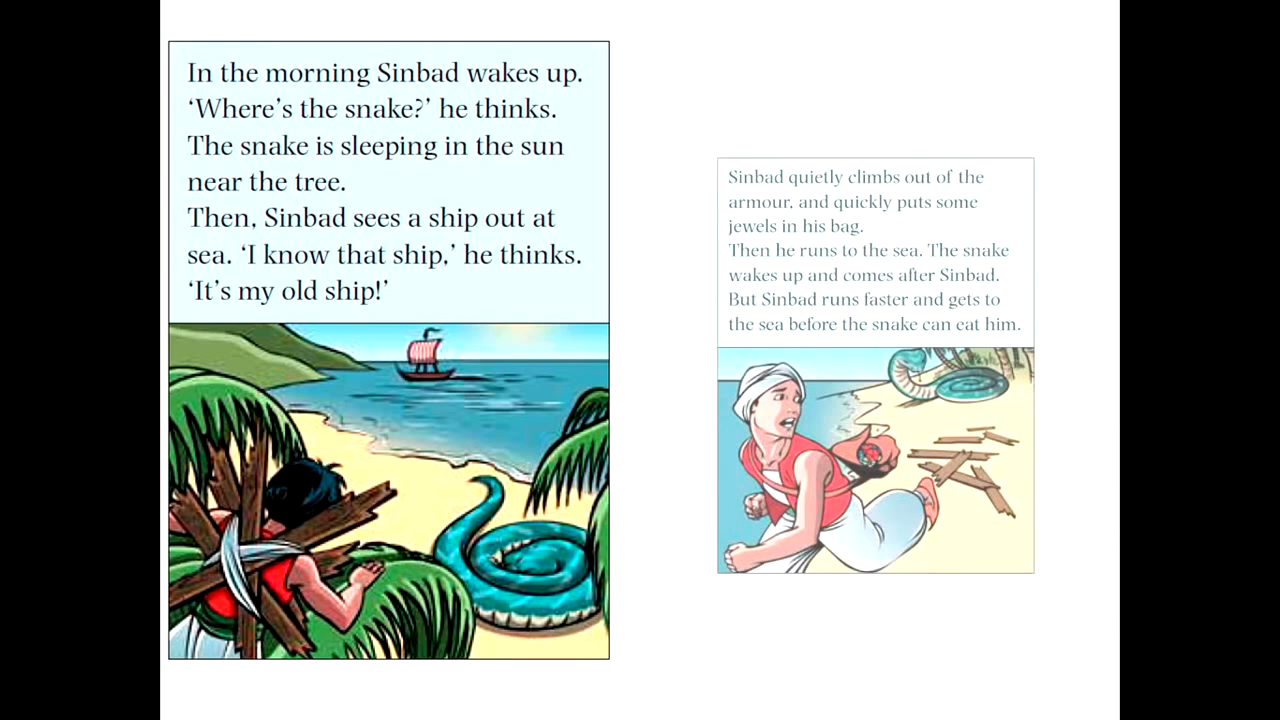 In the morning Sinbad wakes up.
‘Where’s the snake?’ he thinks.
The snake is sleeping in the sun
near the tree.
Then, Sinbad sees a ship out at
sea. ‘I know that ship,’ he thinks.
‘It’s my old ship!’
Sinbad quietly climbs out of the
armour, and quickly puts some
jewels in his bag.
Then he runs to the sea. The snake
wakes up and comes after Sinbad.
But Sinbad runs faster and gets to
the sea before the snake can eat him.